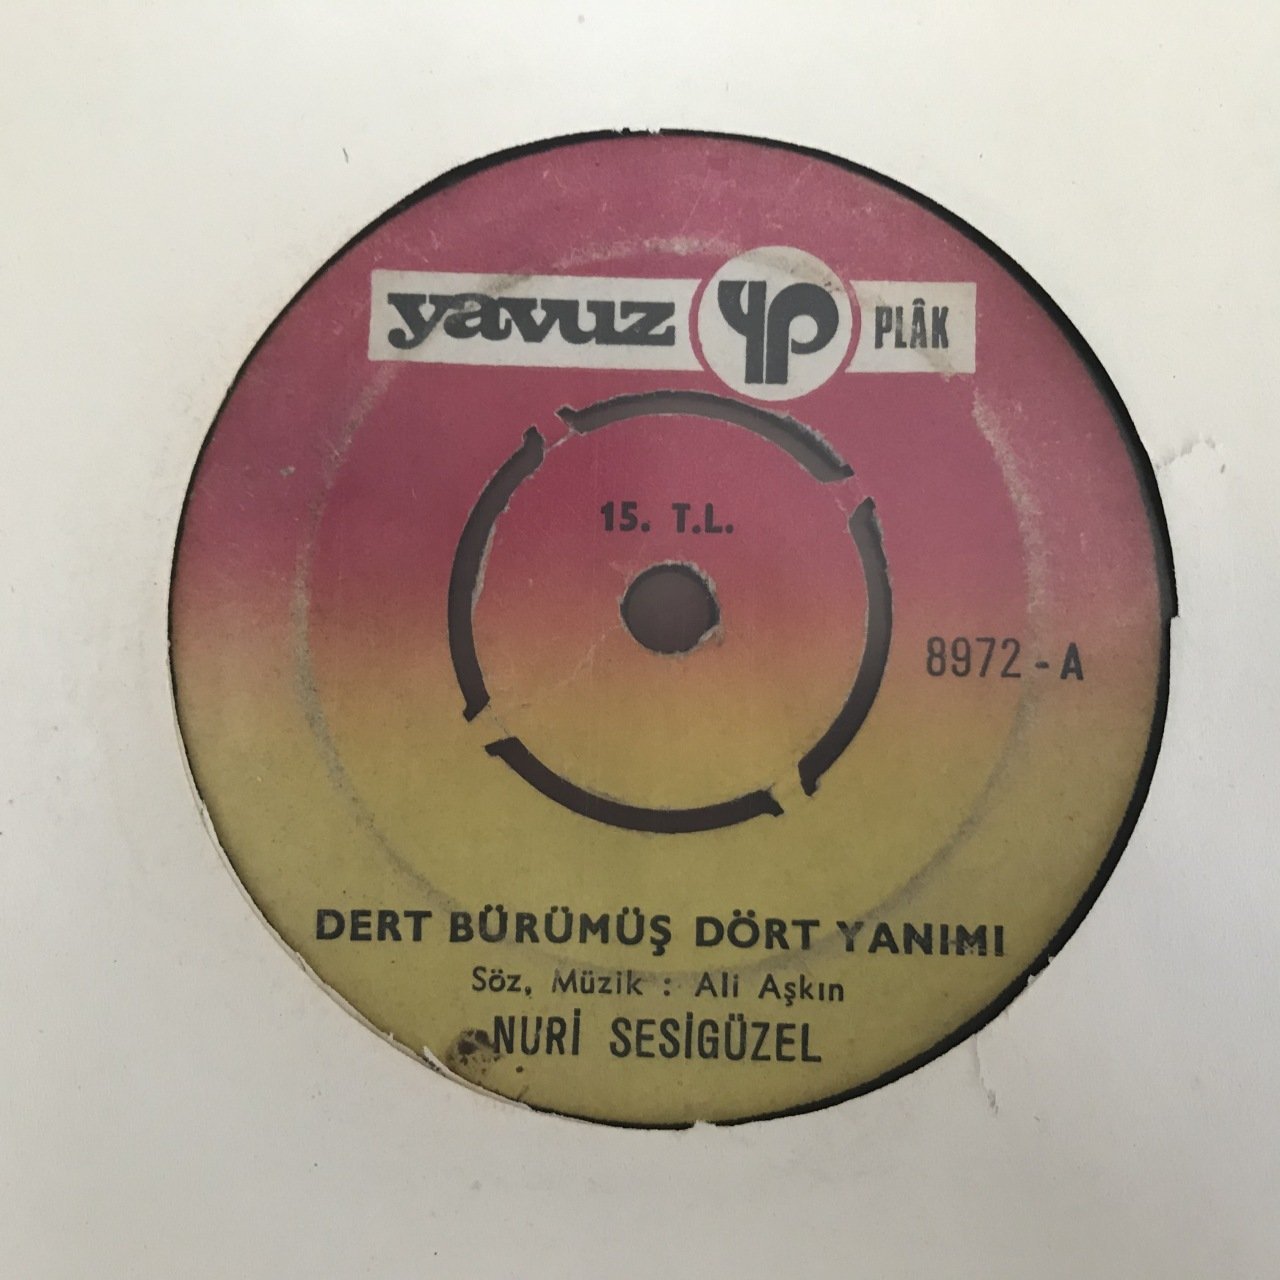 yavuz yp PLÂK
15. T.L.
8972 - A
DERT BÜRÜMÜŞ DÖRT YANIMI
Söz, Müzik : Ali Aşkın
NURİ SESİGÜZEL